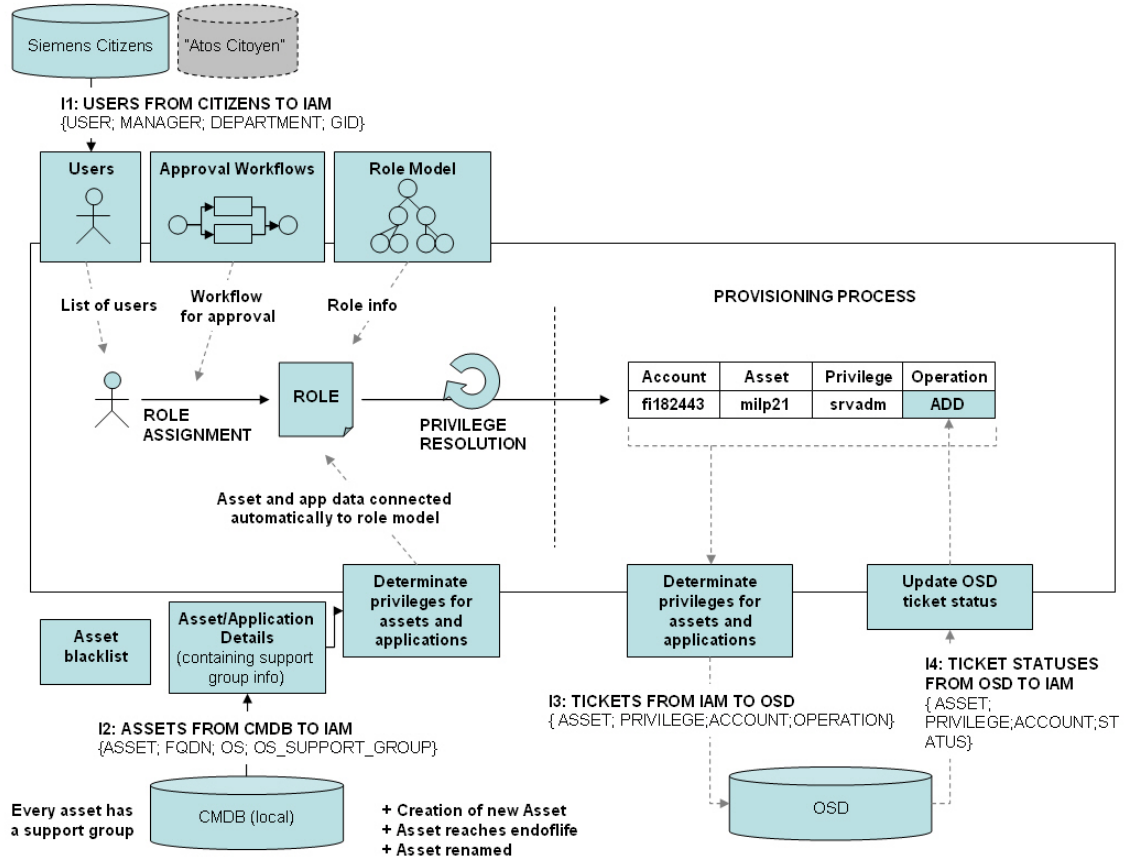 Siemens Citizens
"Atos Citoyen"
I1: USERS FROM CITIZENS TO IAM
{USER; MANAGER; DEPARTMENT; GID}
Users
Approval Workflows
Role Model
List of users
Workflow
for approval
Role info
PROVISIONING PROCESS
ROLE
ASSIGNMENT
ROLE
PRIVILEGE
RESOLUTION
Account Asset Privilege Operation
fi182443 milp21 srvadm ADD
Asset and app data connected
automatically to role model
Determinate
privileges for
assets and
applications
Determinate
privileges for
assets and
applications
Update OSD
ticket status
Asset
blacklist
Asset/Application
Details
(containing support
group info)
I2: ASSETS FROM CMDB TO IAM
{ASSET; FQDN; OS; OS_SUPPORT_GROUP}
I3: TICKETS FROM IAM TO OSD
{ ASSET; PRIVILEGE;ACCOUNT;OPERATION}
I4: TICKET STATUSES
FROM OSD TO IAM
{ ASSET;
PRIVILEGE;ACCOUNT;ST
ATUS}
Every asset has
a support group
CMDB (local)
+ Creation of new Asset
+ Asset reaches endoflife
+ Asset renamed
OSD